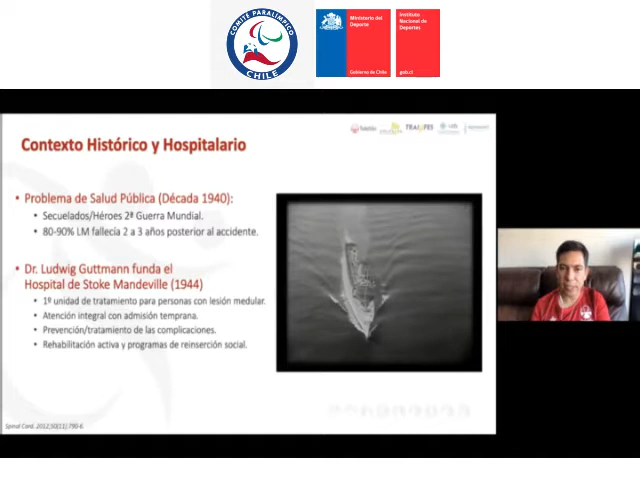 COMITÉ PARALÍMPICO
CHILE
Ministerio del
Deporte
Gobierno de Chile
Instituto
Nacional de
Deportes
gob.cl
Contexto Histórico y Hospitalario
• Problema de Salud Pública (Década 1940):
• Secuelados/Héroes 2ª Guerra Mundial.
• 80-90% LM fallecía 2 a 3 años posterior al accidente.
• Dr. Ludwig Guttmann funda el
Hospital de Stoke Mandeville (1944)
• 1º unidad de tratamiento para personas con lesión medular.
• Atención integral con admisión temprana.
• Prevención/tratamiento de las complicaciones.
• Rehabilitación activa y programas de reinserción social.
Spinal Cord. 2012;50(11):790-6.